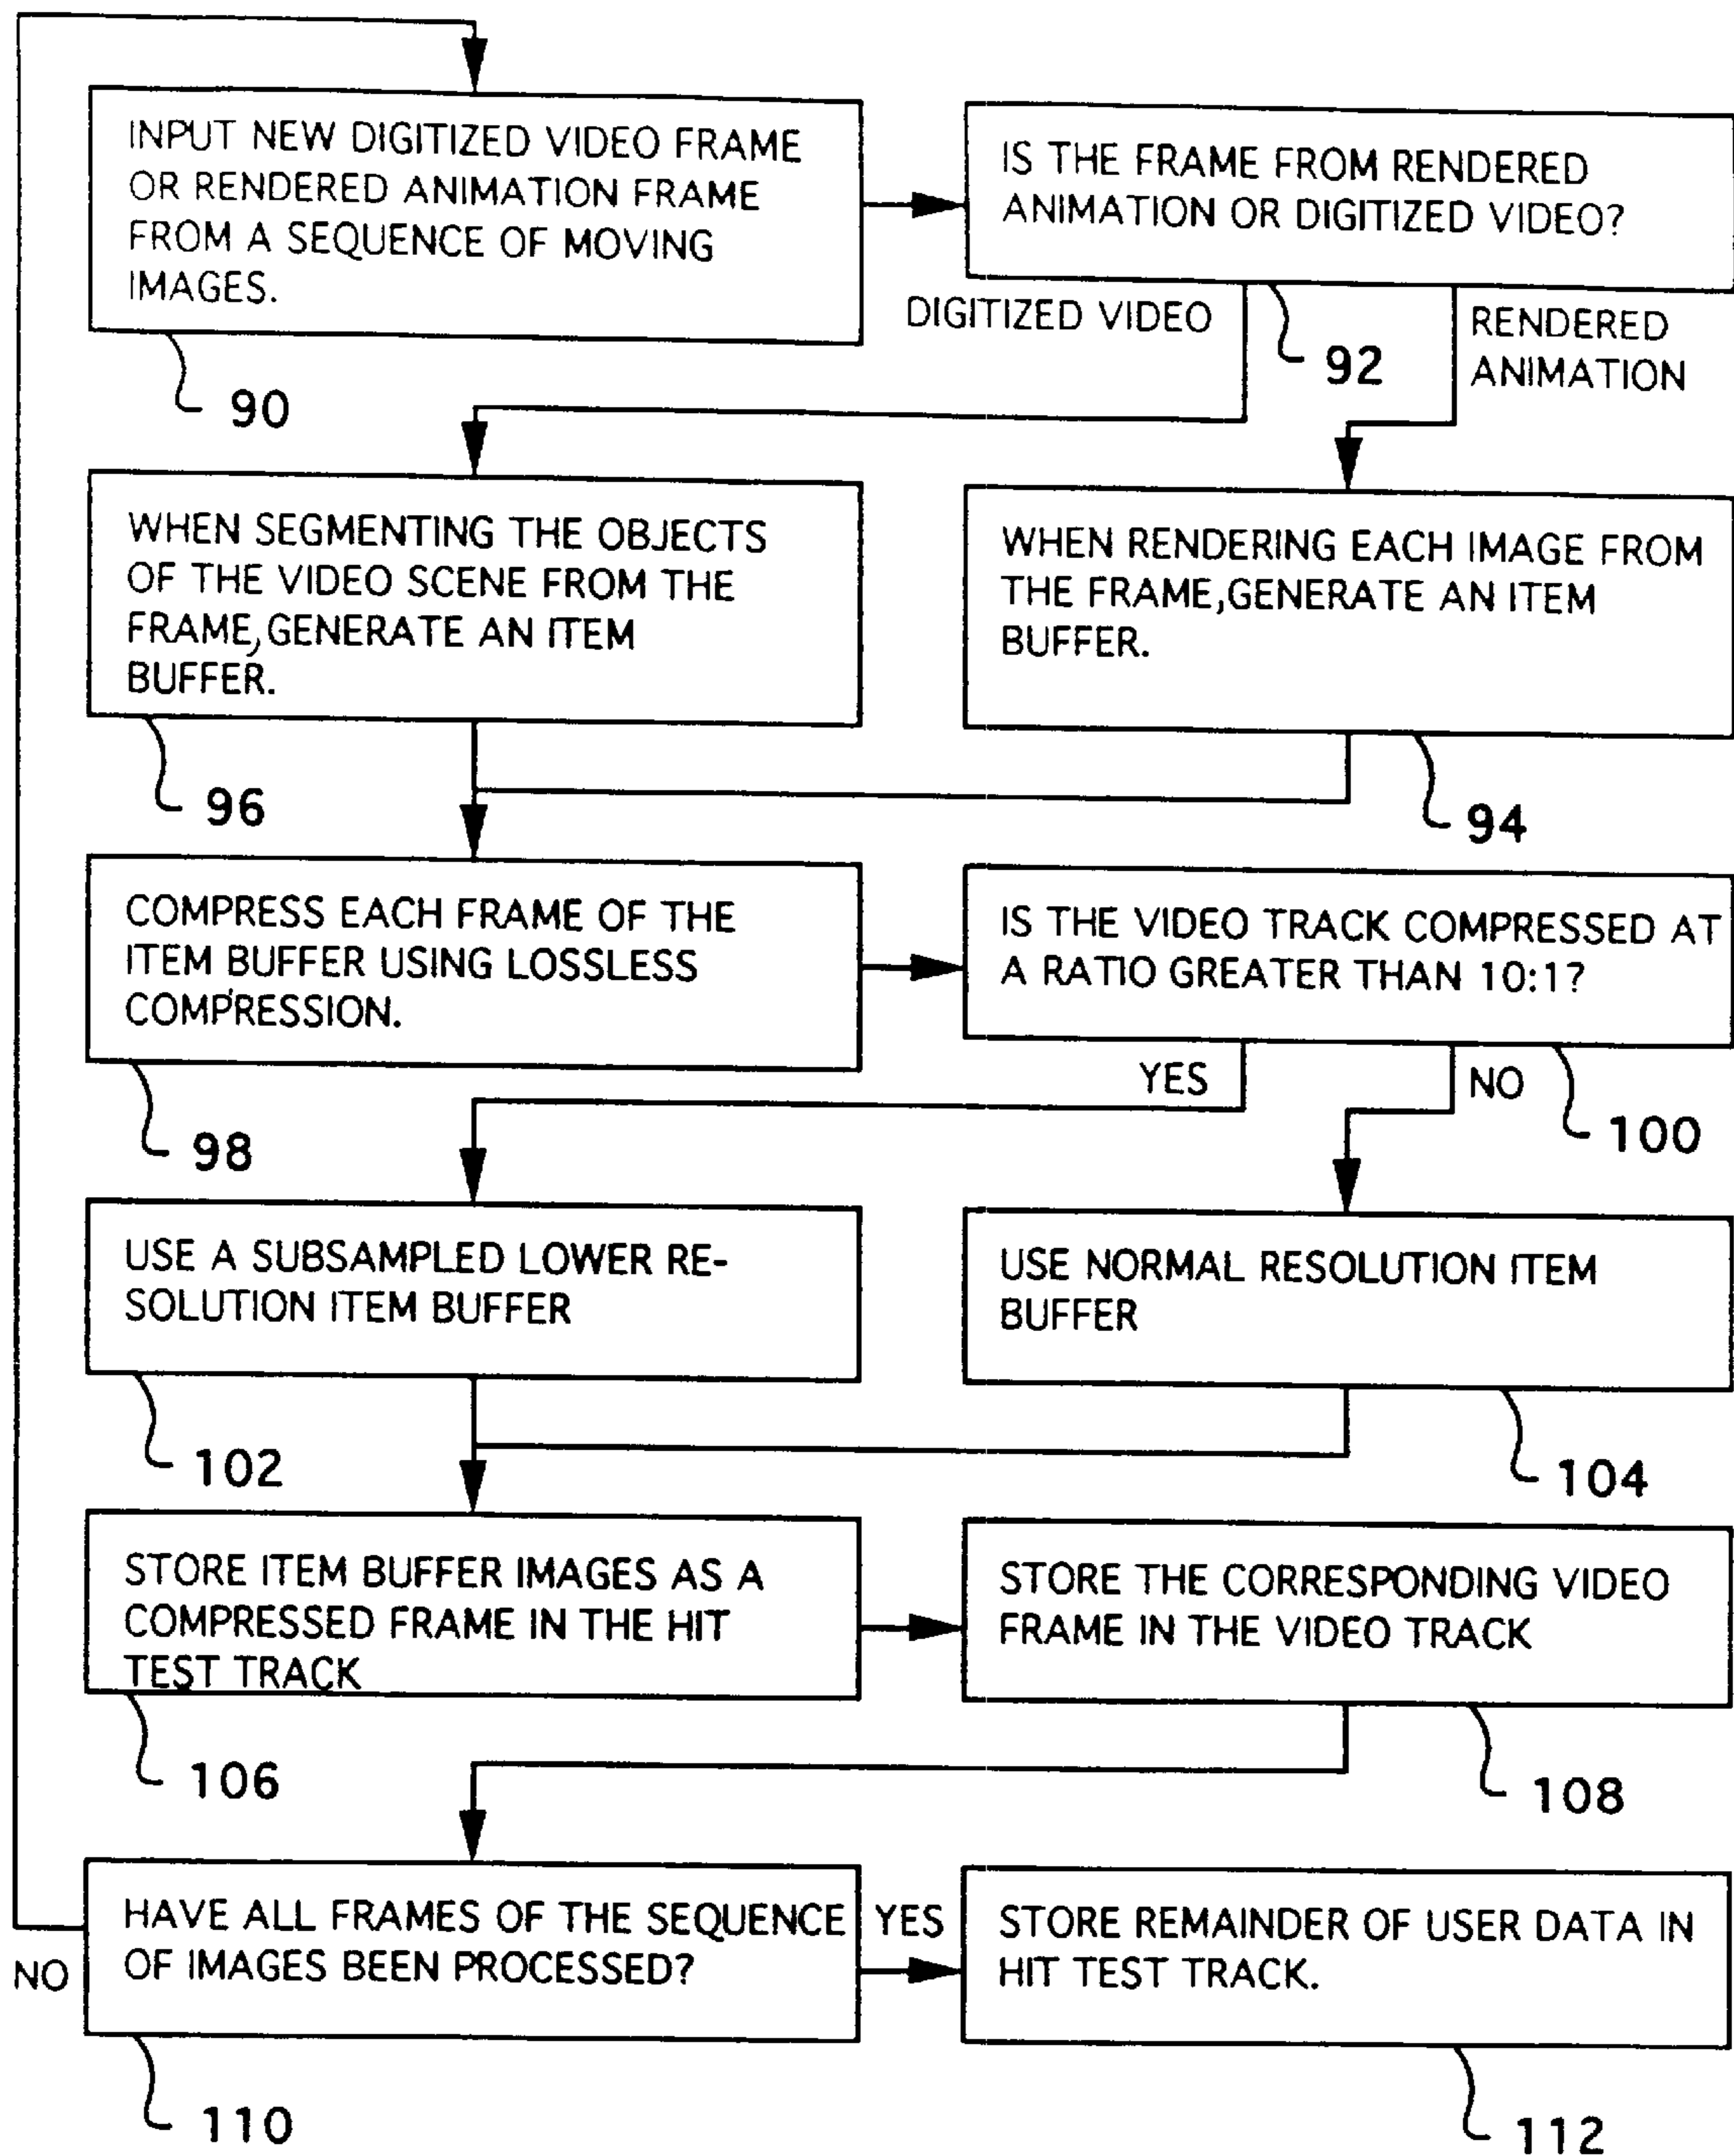 INPUT NEW DIGITIZED VIDEO FRAME
OR RENDERED ANIMATION FRAME
FROM A SEQUENCE OF MOVING
IMAGES.
90
IS THE FRAME FROM RENDERED
ANIMATION OR DIGITIZED VIDEO?
92
DIGITIZED VIDEO
RENDERED
ANIMATION
WHEN SEGMENTING THE OBJECTS
OF THE VIDEO SCENE FROM THE
FRAME, GENERATE AN ITEM
BUFFER.
96
WHEN RENDERING EACH IMAGE FROM
THE FRAME,GENERATE AN ITEM
BUFFER.
94
COMPRESS EACH FRAME OF THE
ITEM BUFFER USING LOSSLESS
COMPRESSION.
98
IS THE VIDEO TRACK COMPRESSED AT
A RATIO GREATER THAN 10:1?
100
YES
NO
USE A SUBSAMPLED LOWER RE-
SOLUTION ITEM BUFFER
102
USE NORMAL RESOLUTION ITEM
BUFFER
104
STORE ITEM BUFFER IMAGES AS A
COMPRESSED FRAME IN THE HIT
TEST TRACK
106
STORE THE CORRESPONDING VIDEO
FRAME IN THE VIDEO TRACK
108
HAVE ALL FRAMES OF THE SEQUENCE
OF IMAGES BEEN PROCESSED?
110
NO
YES
STORE REMAINDER OF USER DATA IN
HIT TEST TRACK.
112